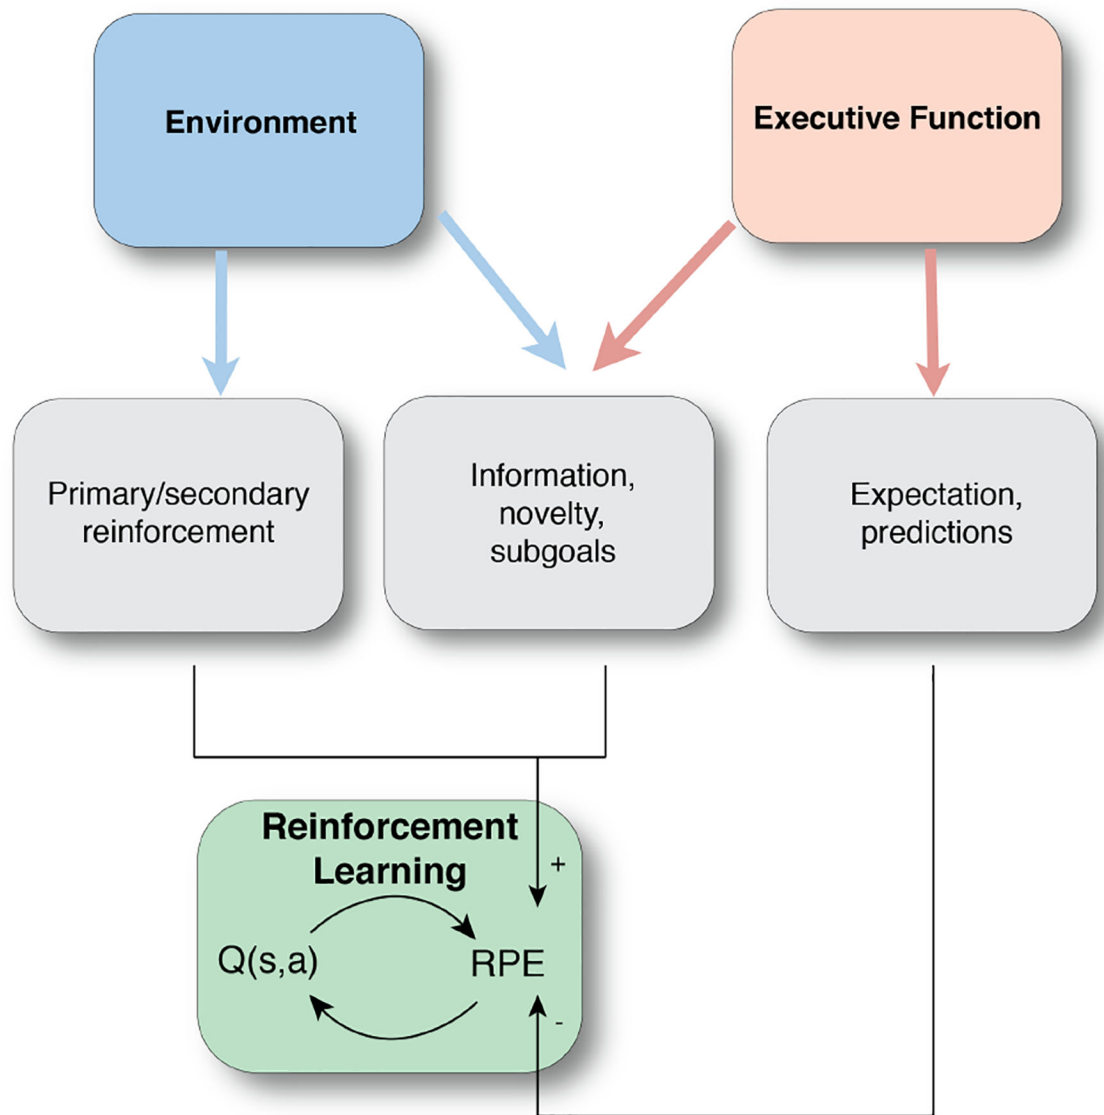 Environment
Executive Function
Primary/secondary
reinforcement
Information,
novelty,
subgoals
Expectation,
predictions
Reinforcement
Learning
+
Q(s,a)
RPE
-